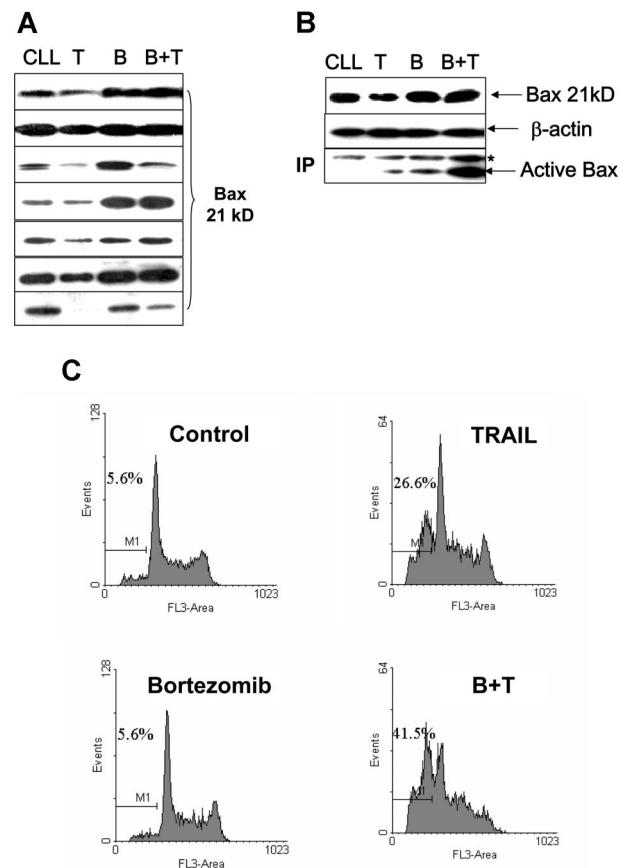 A
CLL T B B+T
Bax
21 kD
B
CLL T B B+T
Bax 21kD
β-actin
IP
*
Active Bax
C
Control
128
5.6%
Events
M1
0
0 1023
FL3-Area
TRAIL
64
26.6%
Events
M1
0
0 1023
FL3-Area
Bortezomib
128
5.6%
Events
M1
0
0 1023
FL3-Area
B+T
64
41.5%
Events
0
0 1023
FL3-Area